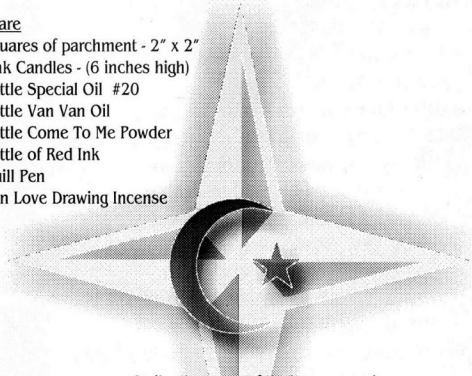 are
uares of parchment - 2" x 2"
nk Candles - (6 inches high)
ttle Special Oil #20
ttle Van Van Oil
ttle Come To Me Powder
ttle of Red Ink
ill Pen
n Love Drawing Incense